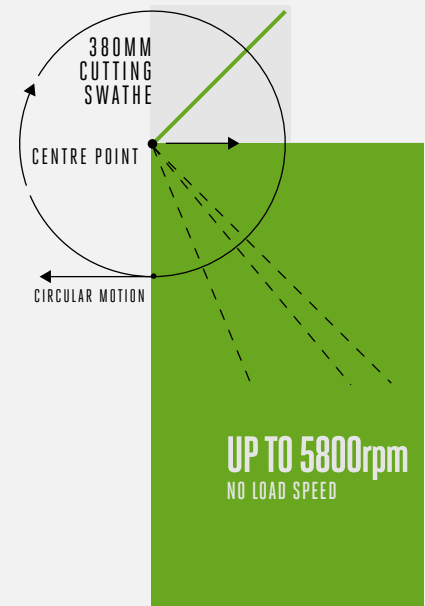 380MM
CUTTING
SWATHE
CENTRE POINT
CIRCULAR MOTION
UP TO 5800rpm
NO LOAD SPEED